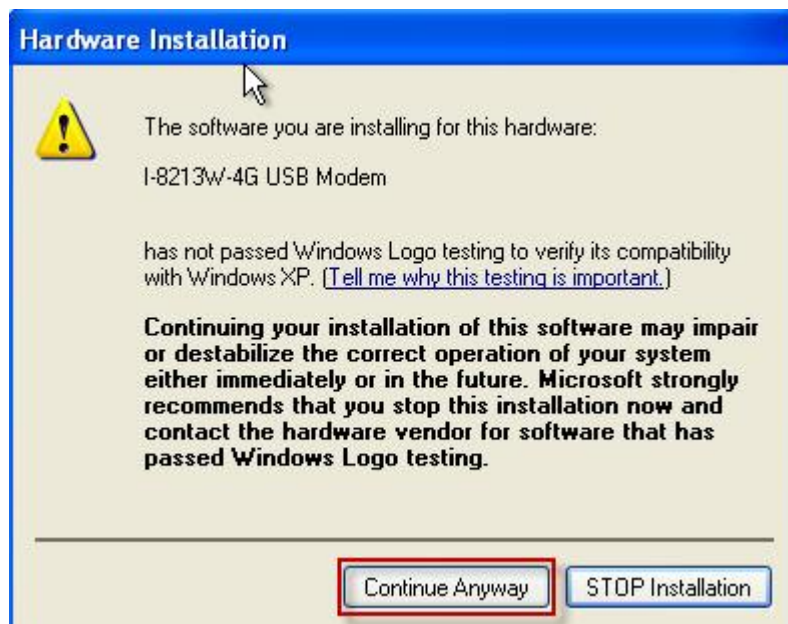 Hardware Installation
The software you are installing for this hardware:
I-8213W-4G USB Modem
has not passed Windows Logo testing to verify its compatibility
with Windows XP. (Tell me why this testing is important.)
Continuing your installation of this software may impair
or destabilize the correct operation of your system
either immediately or in the future. Microsoft strongly
recommends that you stop this installation now and
contact the hardware vendor for software that has
passed Windows Logo testing.
Continue Anyway STOP Installation